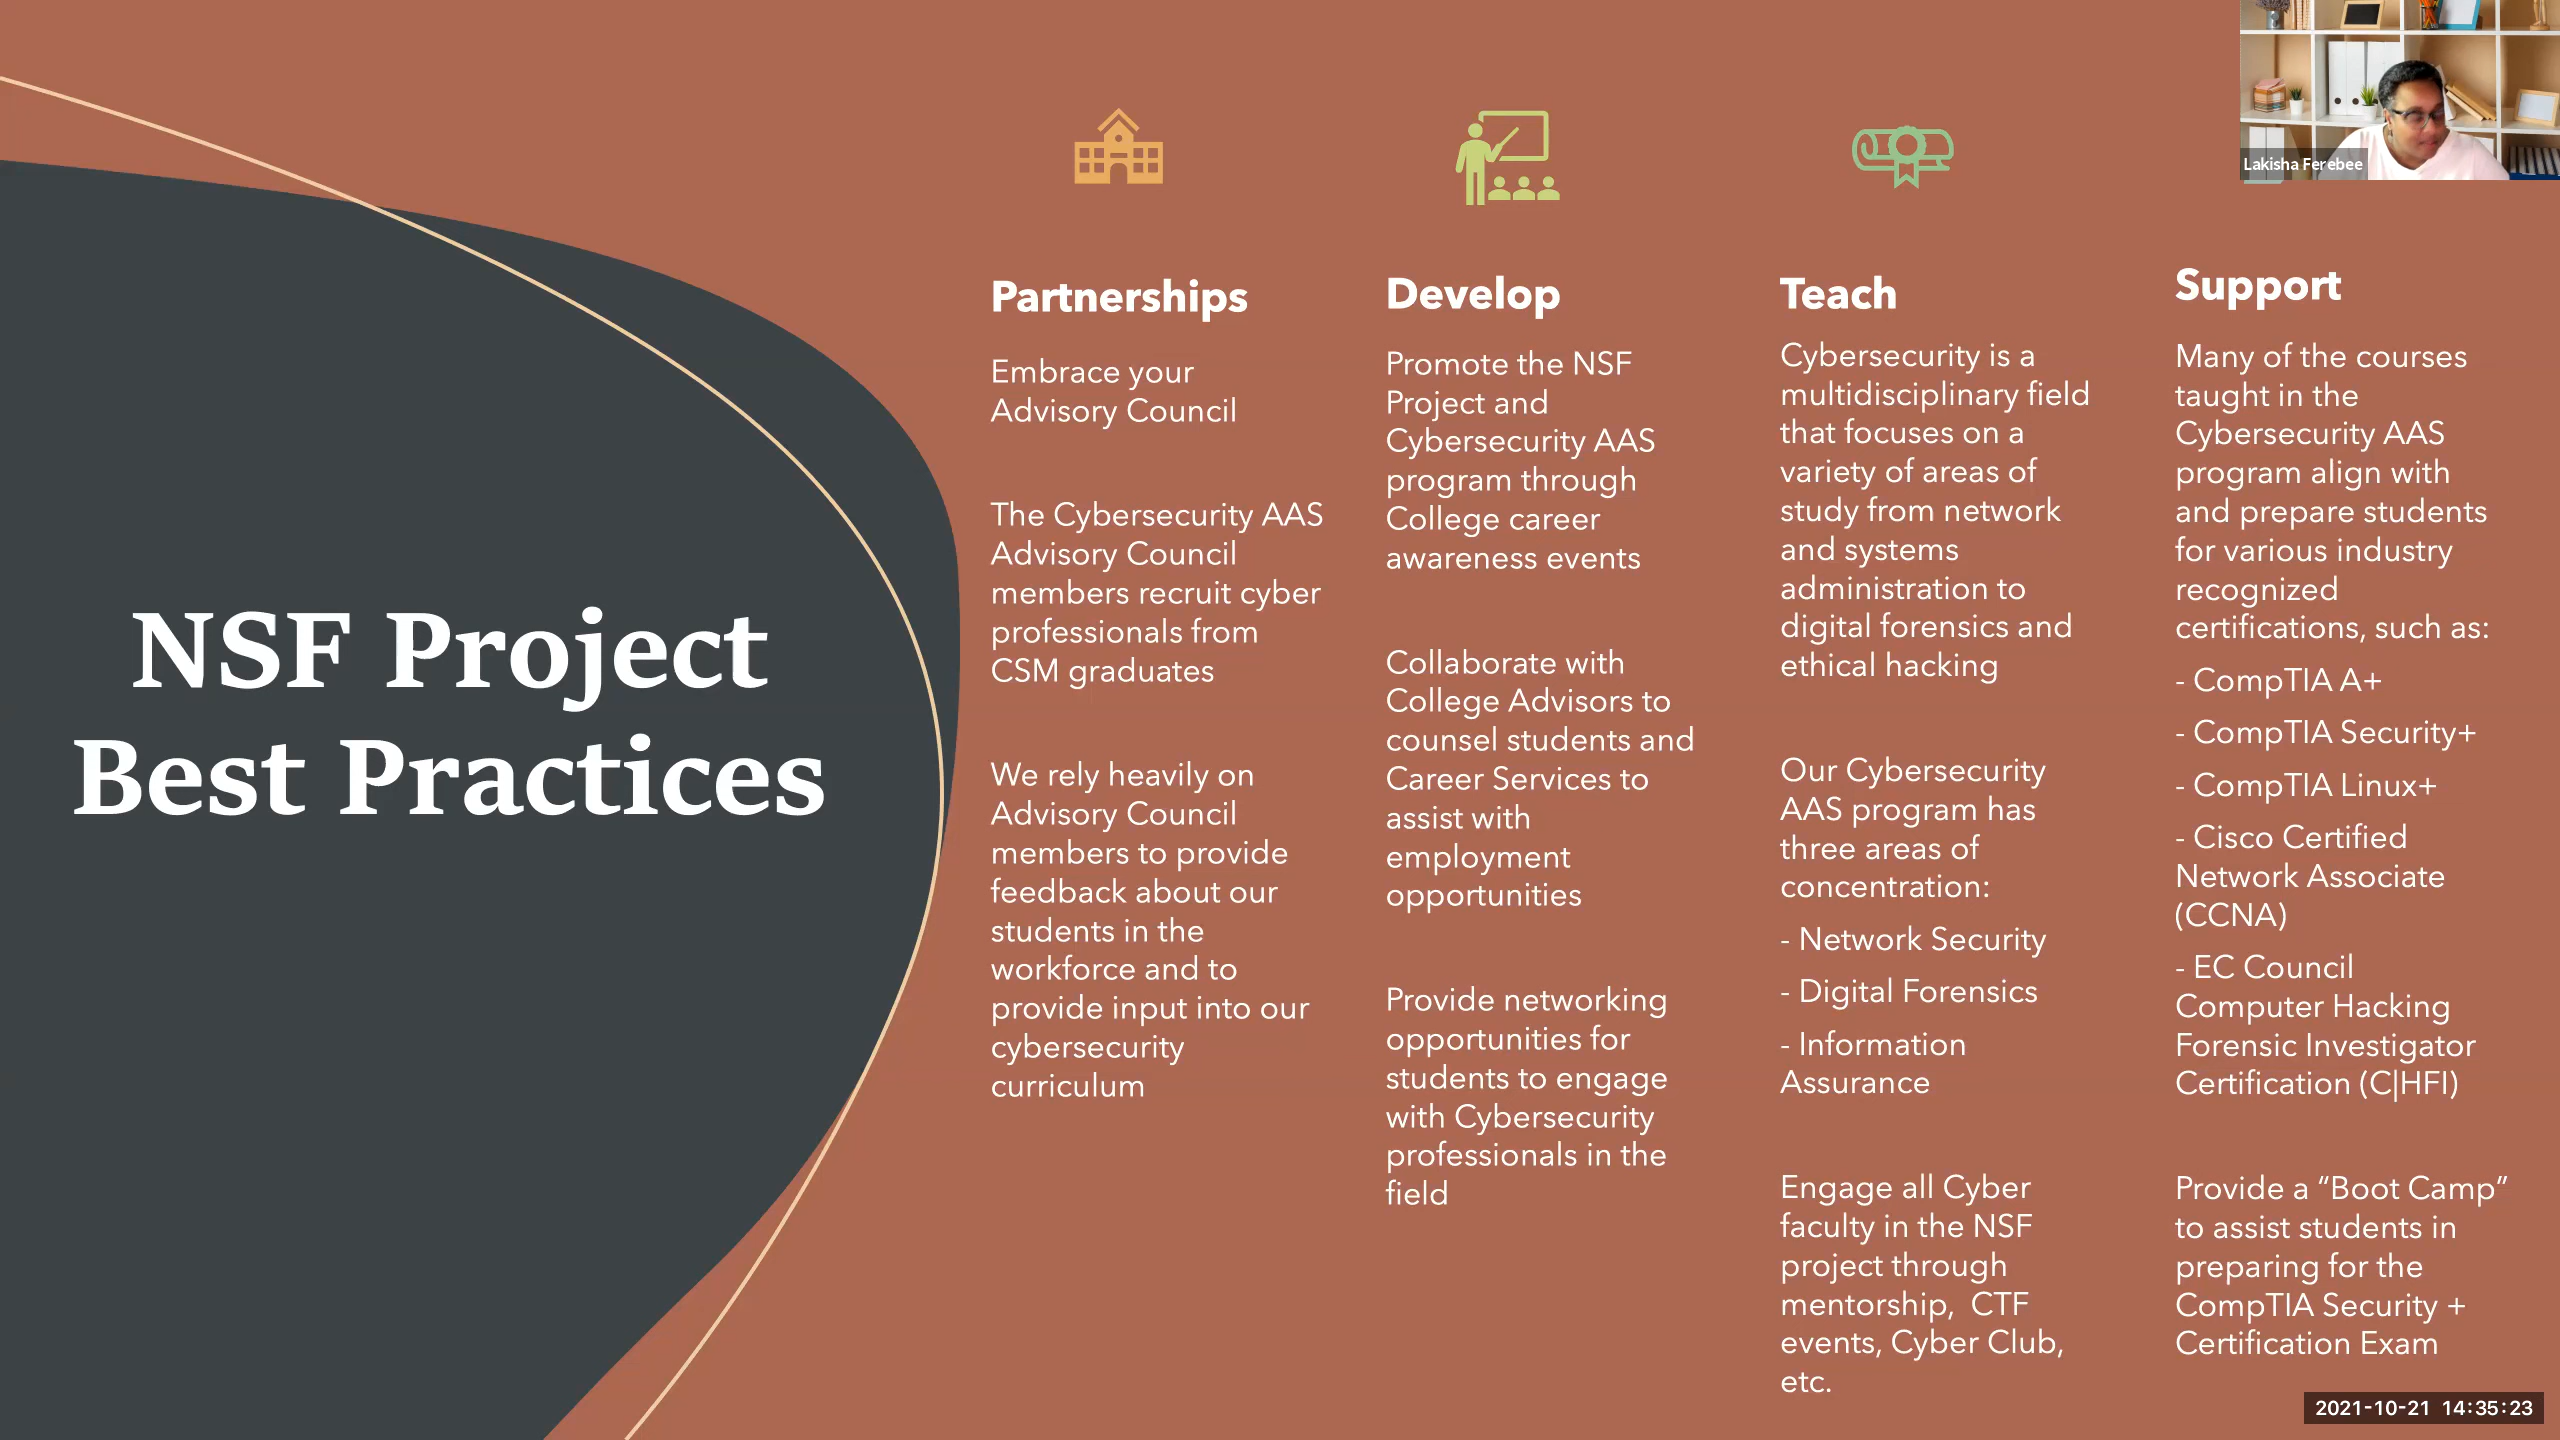 Lakisha Ferebee
NSF Project
Best Practices
Partnerships
Embrace your
Advisory Council
The Cybersecurity AAS
Advisory Council
members recruit cyber
professionals from
CSM graduates
We rely heavily on
Advisory Council
members to provide
feedback about our
students in the
workforce and to
provide input into our
cybersecurity
curriculum
Develop
Promote the NSF
Project and
Cybersecurity AAS
program through
College career
awareness events
Collaborate with
College Advisors to
counsel students and
Career Services to
assist with
employment
opportunities
Provide networking
opportunities for
students to engage
with Cybersecurity
professionals in the
field
Teach
Cybersecurity is a
multidisciplinary field
that focuses on a
variety of areas of
study from network
and systems
administration to
digital forensics and
ethical hacking
Our Cybersecurity
AAS program has
three areas of
concentration:
- Network Security
- Digital Forensics
- Information
Assurance
Engage all Cyber
faculty in the NSF
project through
mentorship,  CTF
events, Cyber Club,
etc.
Support
Many of the courses
taught in the
Cybersecurity AAS
program align with
and prepare students
for various industry
recognized
certifications, such as:
- CompTIA A+
- CompTIA Security+
- CompTIA Linux+
- Cisco Certified
Network Associate
(CCNA)
- EC Council
Computer Hacking
Forensic Investigator
Certification (C|HFI)
Provide a “Boot Camp”
to assist students in
preparing for the
CompTIA Security +
Certification Exam
2021-10-21 14:35:23